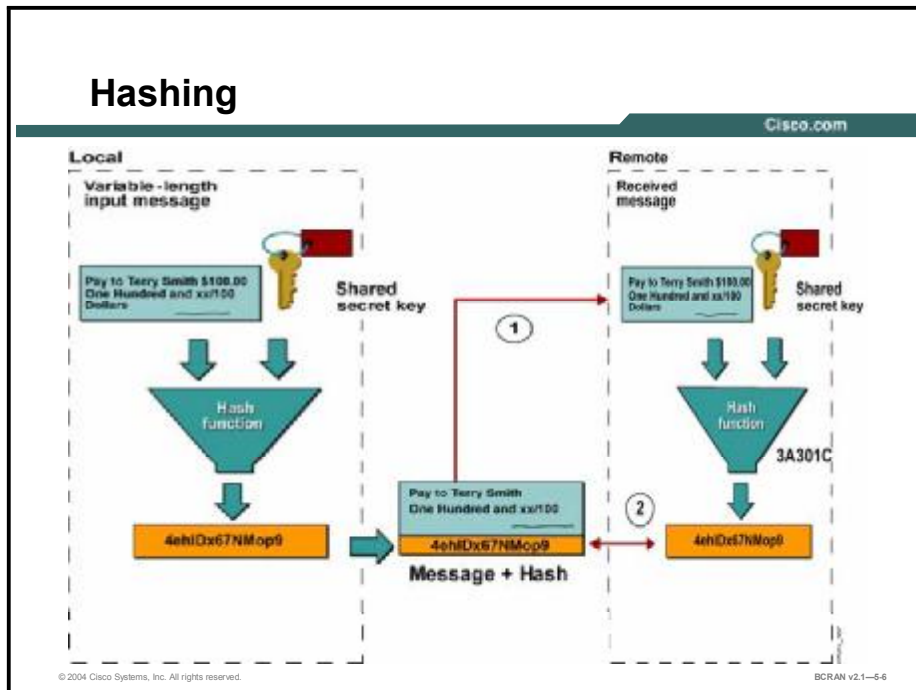 Hashing
Cisco.com
Local
Variable-length
input message
Pay to Terry Smith $100.00
One Hundred and xx/100
Dollars
Shared
secret key
Hash
function
4ehIDx67NMop9
1
Pay to Terry Smith
One Hundred and xx/100
4ehIDx67NMop9
Message + Hash
2
Remote
Received
message
Pay to Terry Smith $100.00
One Hundred and xx/100
Dollars
Shared
secret key
Hash
function
3A301C
4ehIDx67NMop9
© 2004 Cisco Systems, Inc. All rights reserved.
BCRAN v2.1—5-6